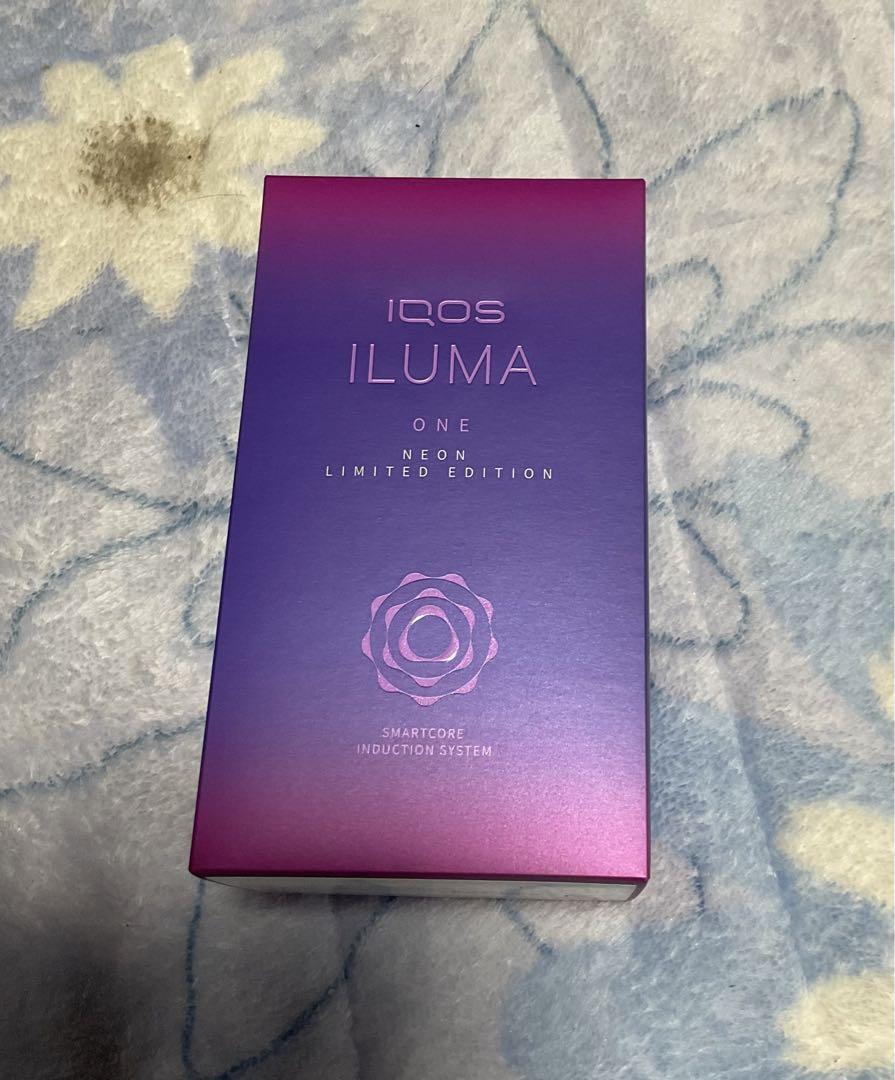 IQOS
ILUMA
ONE
NEON
LIMITED EDITION
SMARTCORE
INDUCTION SYSTEM